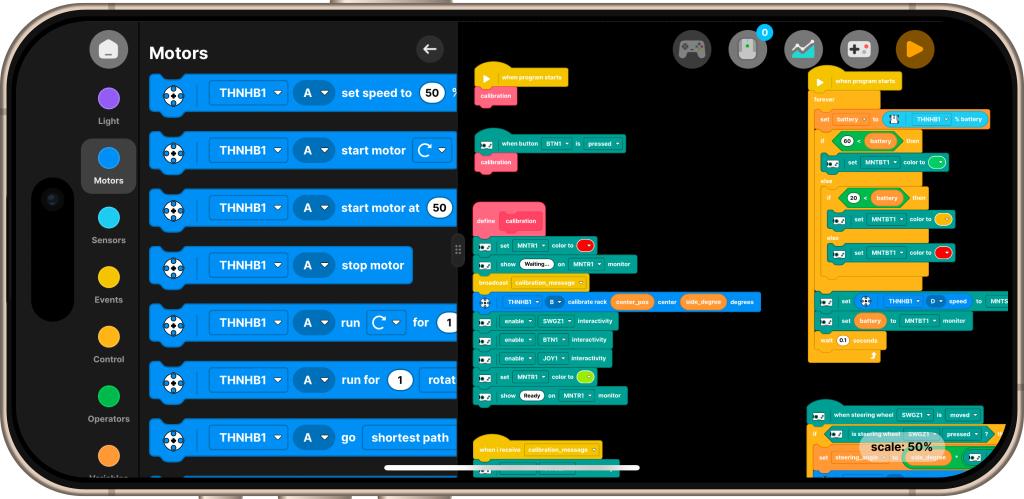 Light
Motors
Sensors
Events
Control
Operators
Variables
Motors
THNHB1 A set speed to 50 %
THNHB1 A start motor
THNHB1 A start motor at 50
THNHB1 A stop motor
THNHB1 A run for 1
THNHB1 A run for 1 rotat
THNHB1 A go shortest path
0
when program starts
calibration
when button BTN1 is pressed
calibration
define calibration
set MNTR1 color to
show Waiting... on MNTR1 monitor
broadcast calibration_message
THNHB1 B calibrate rack center_pos center side_degree degrees
enable SWGZ1 interactivity
enable BTN1 interactivity
enable JOY1 interactivity
set MNTR1 color to
show Ready on MNTR1 monitor
when I receive calibration_message
when program starts
forever
set battery to THNHB1 % battery
if 60 < battery then
set MNTBT1 color to
else
if 20 < battery then
set MNTBT1 color to
else
set MNTBT1 color to
set THNHB1 D speed to MNTS
set battery to MNTBT1 monitor
wait 0.1 seconds
when steering wheel SWGZ1 is moved
if is steering wheel SWGZ1 pressed ? th
set steering_angle to side_degree *
scale: 50%